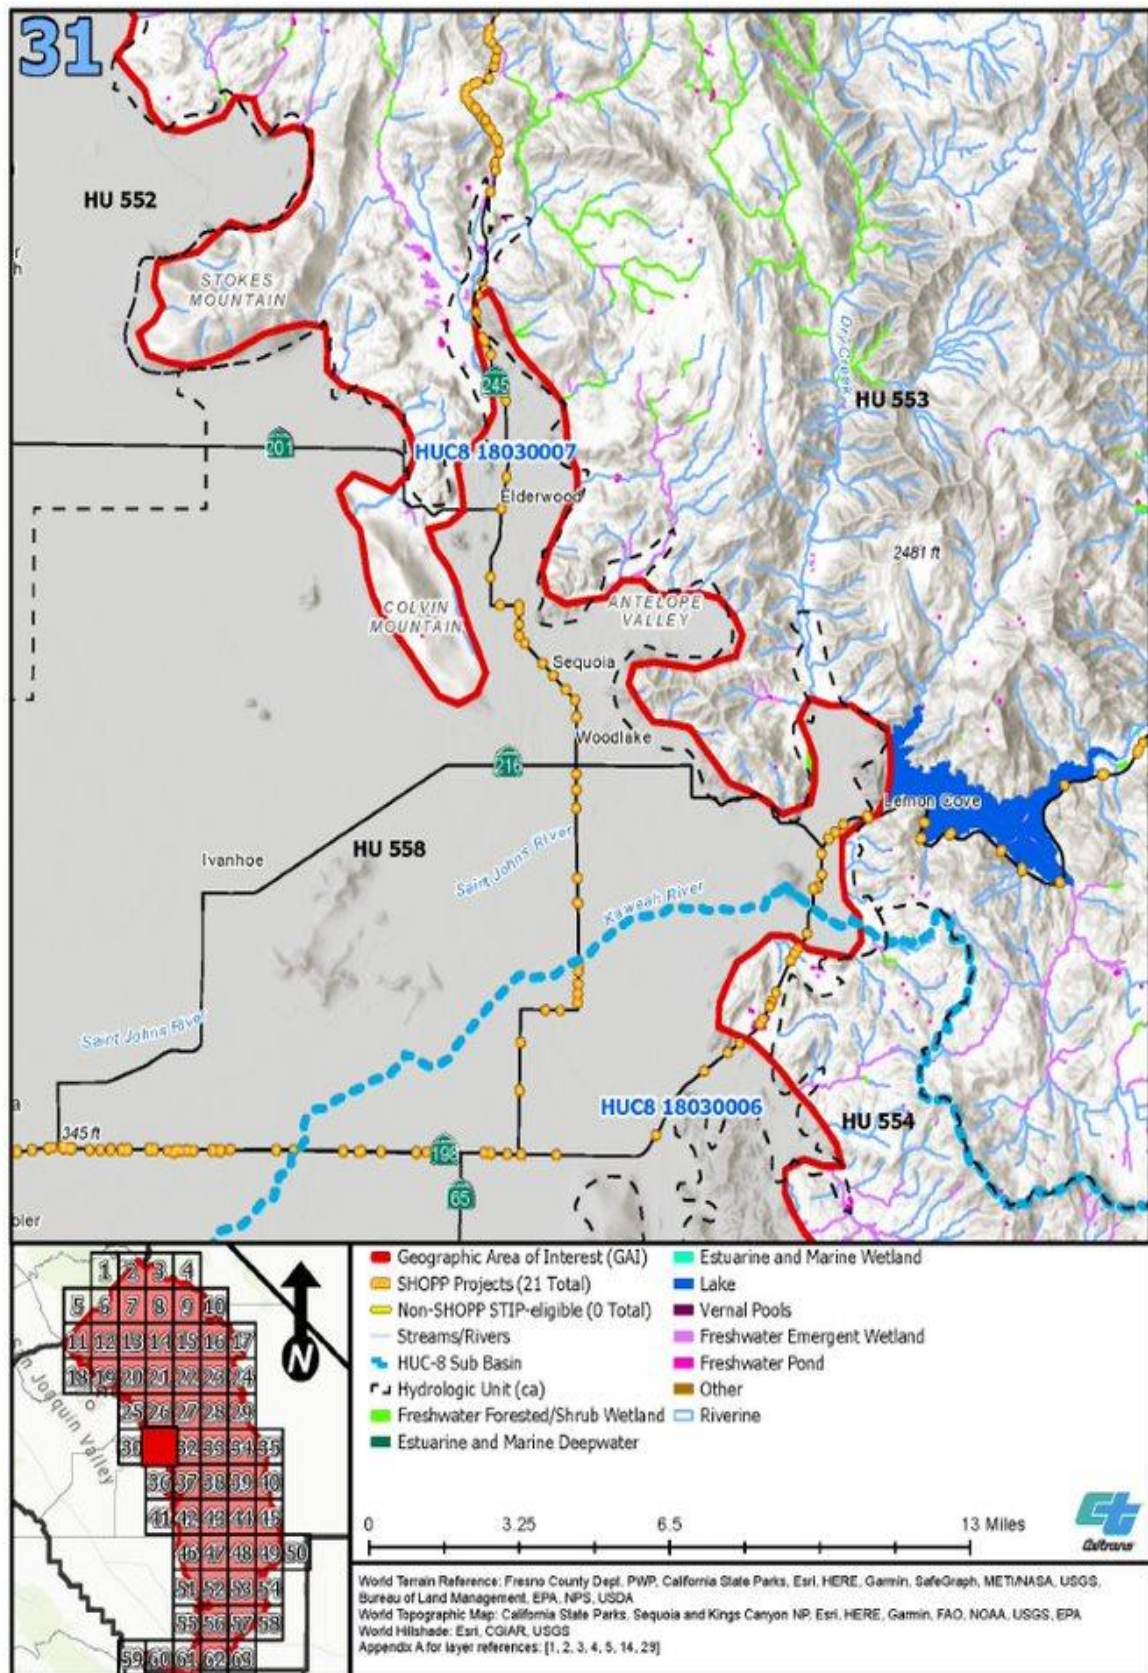 31
HU 552
STOKES
MOUNTAIN
Dry Creek
245
HU 553
201
HUC8 18030007
Elderwood
2481 ft
COLVIN
MOUNTAIN
ANTELOPE
VALLEY
Sequoia
Woodlake
216
Lemon Cove
Ivanhoe
HU 558
Saint Johns River
Kaweah River
Saint Johns River
HUC8 18030006
HU 554
345 ft
198
65
bler
1 2 3 4
5 6 7 8 9 10
11 12 13 14 15 16 17
18 19 20 21 22 23 24
25 26 27 28 29
30 32 33 34 35
36 37 38 39 40
41 42 43 44 45
46 47 48 49 50
51 52 53 54
55 56 57 58
59 60 61 62 63
San Joaquin Valley
N
Geographic Area of Interest (GAI)
SHOPP Projects (21 Total)
Non-SHOPP STIP-eligible (0 Total)
Streams/Rivers
HUC-8 Sub Basin
Hydrologic Unit (ca)
Freshwater Forested/Shrub Wetland
Estuarine and Marine Deepwater
Estuarine and Marine Wetland
Lake
Vernal Pools
Freshwater Emergent Wetland
Freshwater Pond
Other
Riverine
0 3.25 6.5 13 Miles
Caltrans
World Terrain Reference: Fresno County Dept. PWP, California State Parks, Esri, HERE, Garmin, SafeGraph, METI/NASA, USGS,
Bureau of Land Management, EPA, NPS, USDA
World Topographic Map: California State Parks, Sequoia and Kings Canyon NP, Esri, HERE, Garmin, FAO, NOAA, USGS, EPA
World Hillshade: Esri, CGIAR, USGS
Appendix A for layer references: [1, 2, 3, 4, 5, 14, 29]